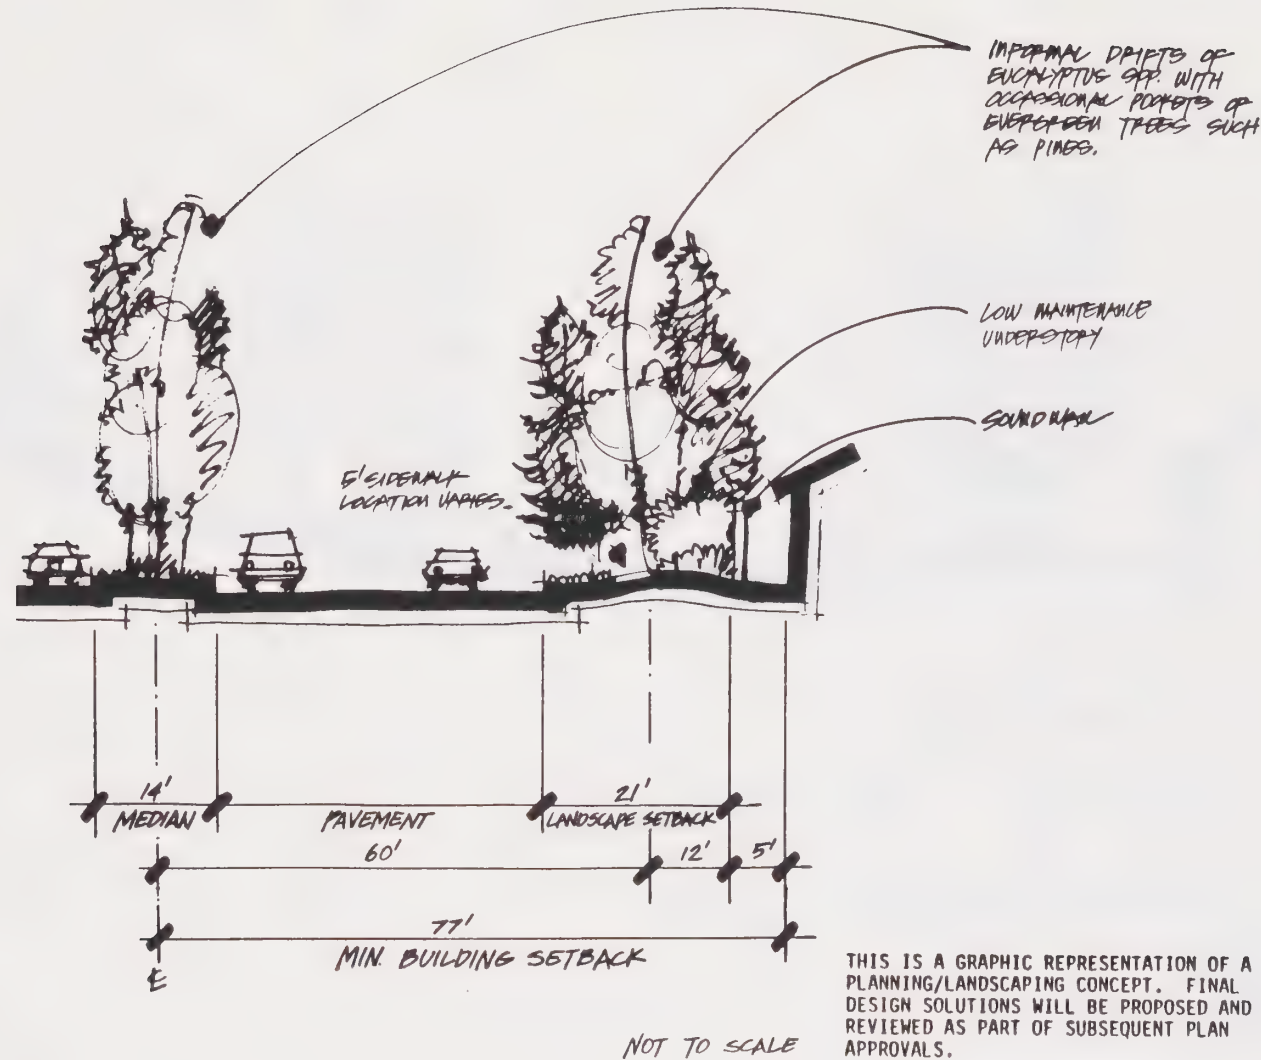 INFORMAL DRIFTS OF
EUCALYPTUS SPP. WITH
OCCASSIONAL POCKETS OF
EVERGREEN TREES SUCH
AS PINES.
LOW MAINTENANCE
UNDERSTORY
SOUND WALL
5' SIDEWALK
LOCATION VARIES.
14'
MEDIAN
PAVEMENT
21'
LANDSCAPE SETBACK
60'
12'
5'
77'
MIN. BUILDING SETBACK
℄
THIS IS A GRAPHIC REPRESENTATION OF A
PLANNING/LANDSCAPING CONCEPT. FINAL
DESIGN SOLUTIONS WILL BE PROPOSED AND
REVIEWED AS PART OF SUBSEQUENT PLAN
APPROVALS.
NOT TO SCALE